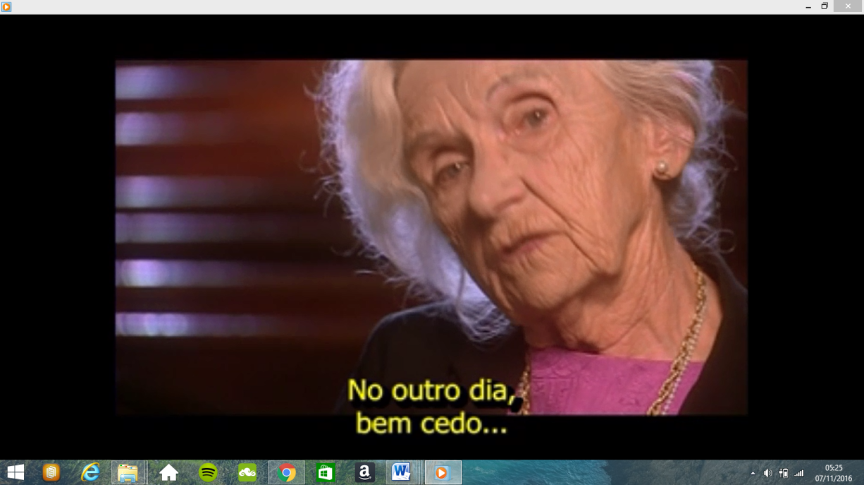 No outro dia,
bem cedo...
05:25
07/11/2016